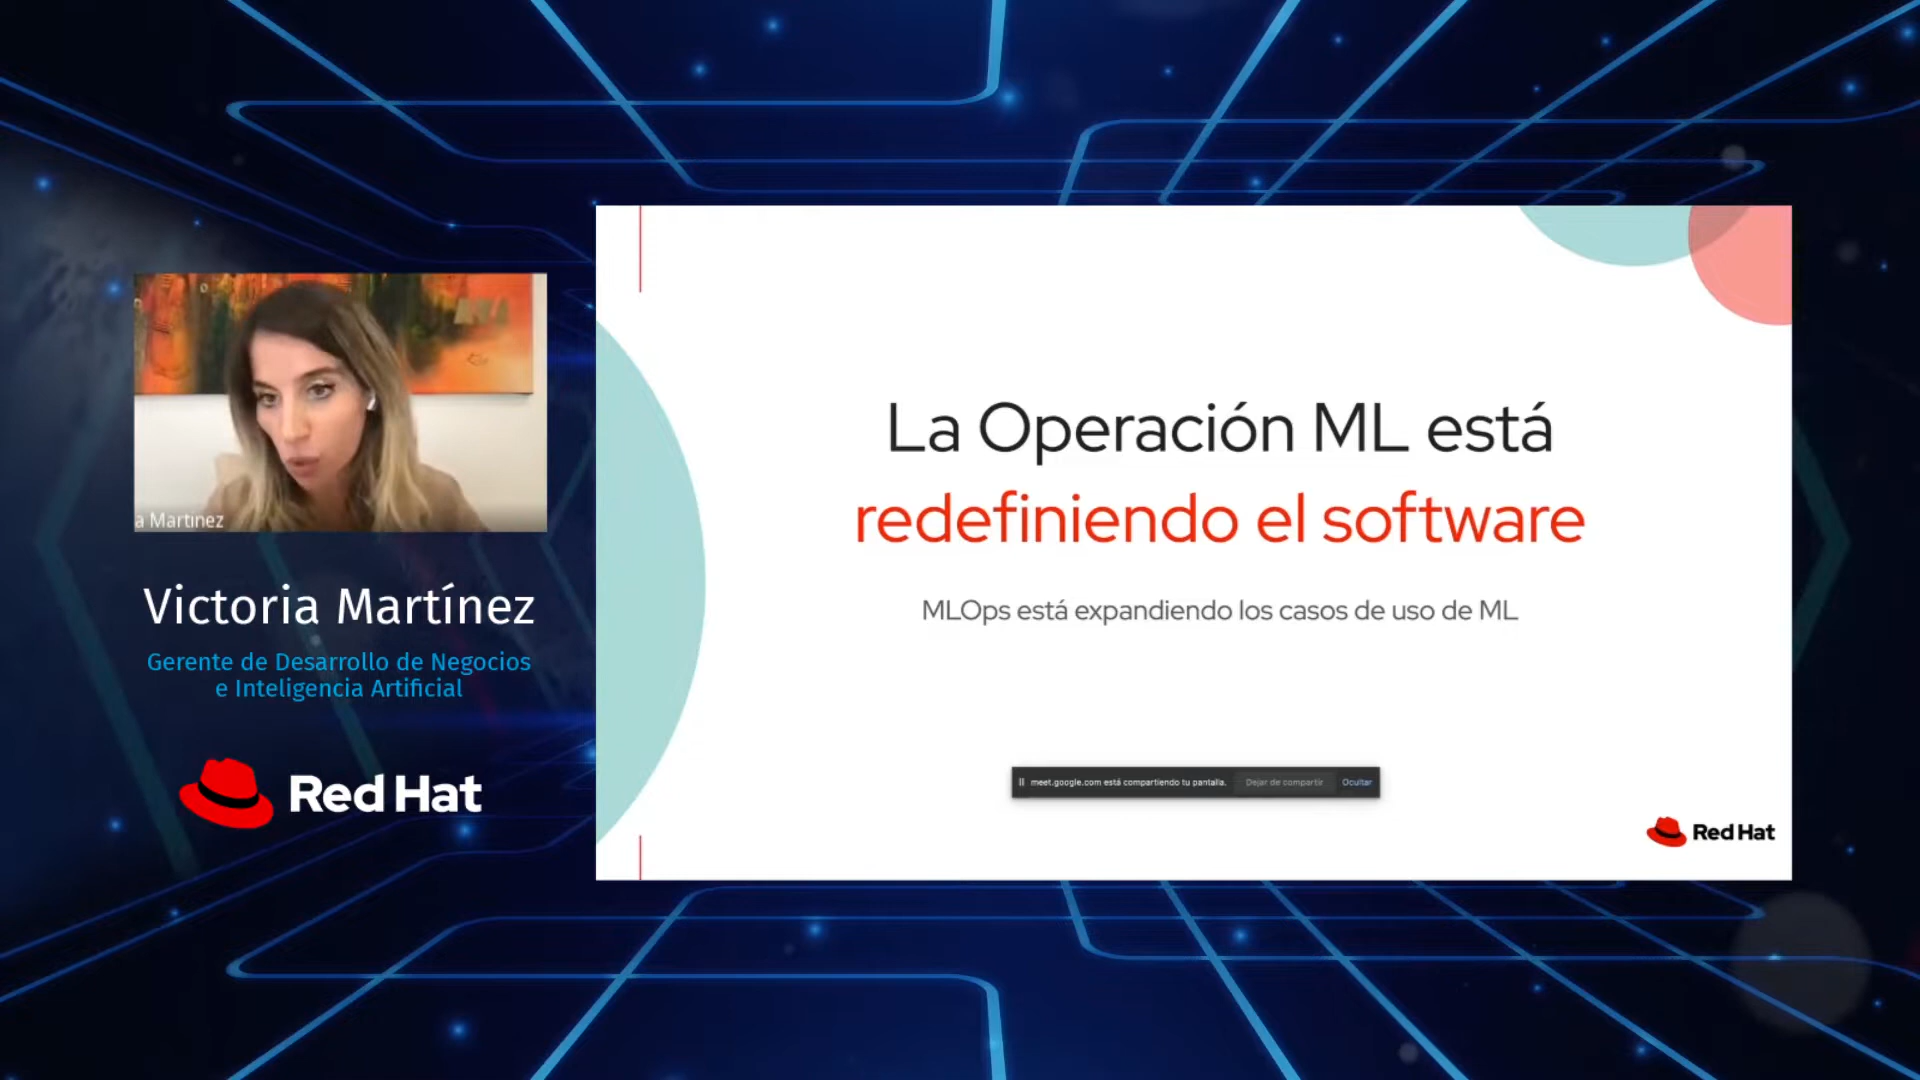 a Martinez
Victoria Martínez
Gerente de Desarrollo de Negocios
e Inteligencia Artificial
Red Hat
La Operación ML está
redefiniendo el software
MLOps está expandiendo los casos de uso de ML
meet.google.com está compartiendo tu pantalla. Dejar de compartir Ocultar
Red Hat